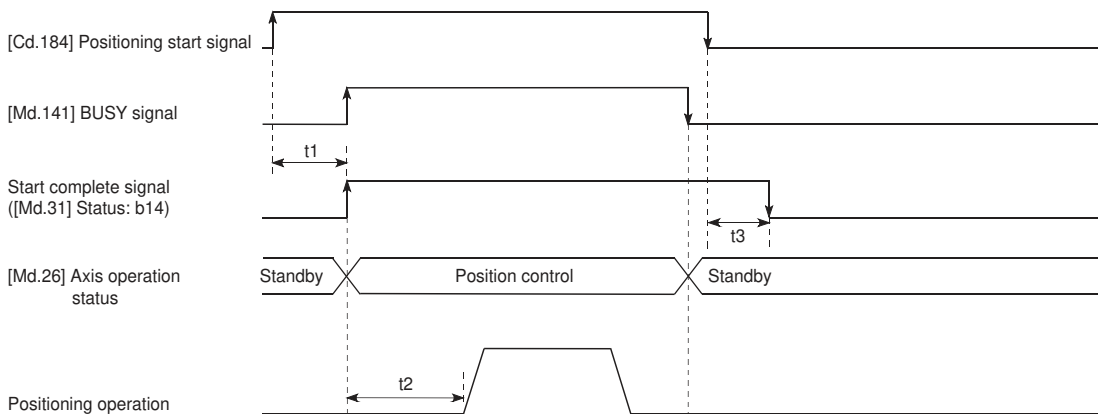 [Cd.184] Positioning start signal
[Md.141] BUSY signal
t1
Start complete signal
([Md.31] Status: b14)
t3
[Md.26] Axis operation
status
Standby
Position control
Standby
t2
Positioning operation